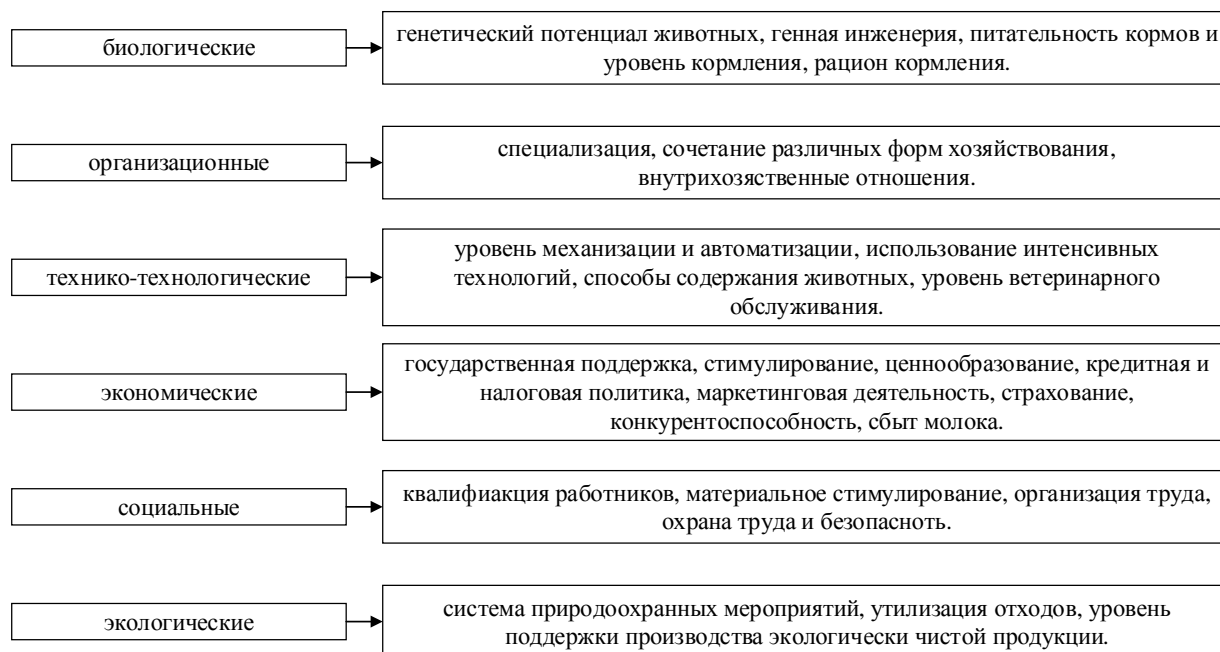 биологические
генетический потенциал животных, генная инженерия, питательность кормов и
уровень кормления, рацион кормления.
организационные
специализация, сочетание различных форм хозяйствования,
внутрихозяственные отношения.
технико-технологические
уровень механизации и автоматизации, использование интенсивных
технологий, способы содержания животных, уровень ветеринарного
обслуживания.
экономические
государственная поддержка, стимулирование, ценнообразование, кредитная и
налоговая политика, маркетинговая деятельность, страхование,
конкурентоспособность, сбыт молока.
социальные
квалифиакция работников, материальное стимулирование, организация труда,
охрана труда и безопасноть.
экологические
система природоохранных мероприятий, утилизация отходов, уровень
поддержки производства экологически чистой продукции.